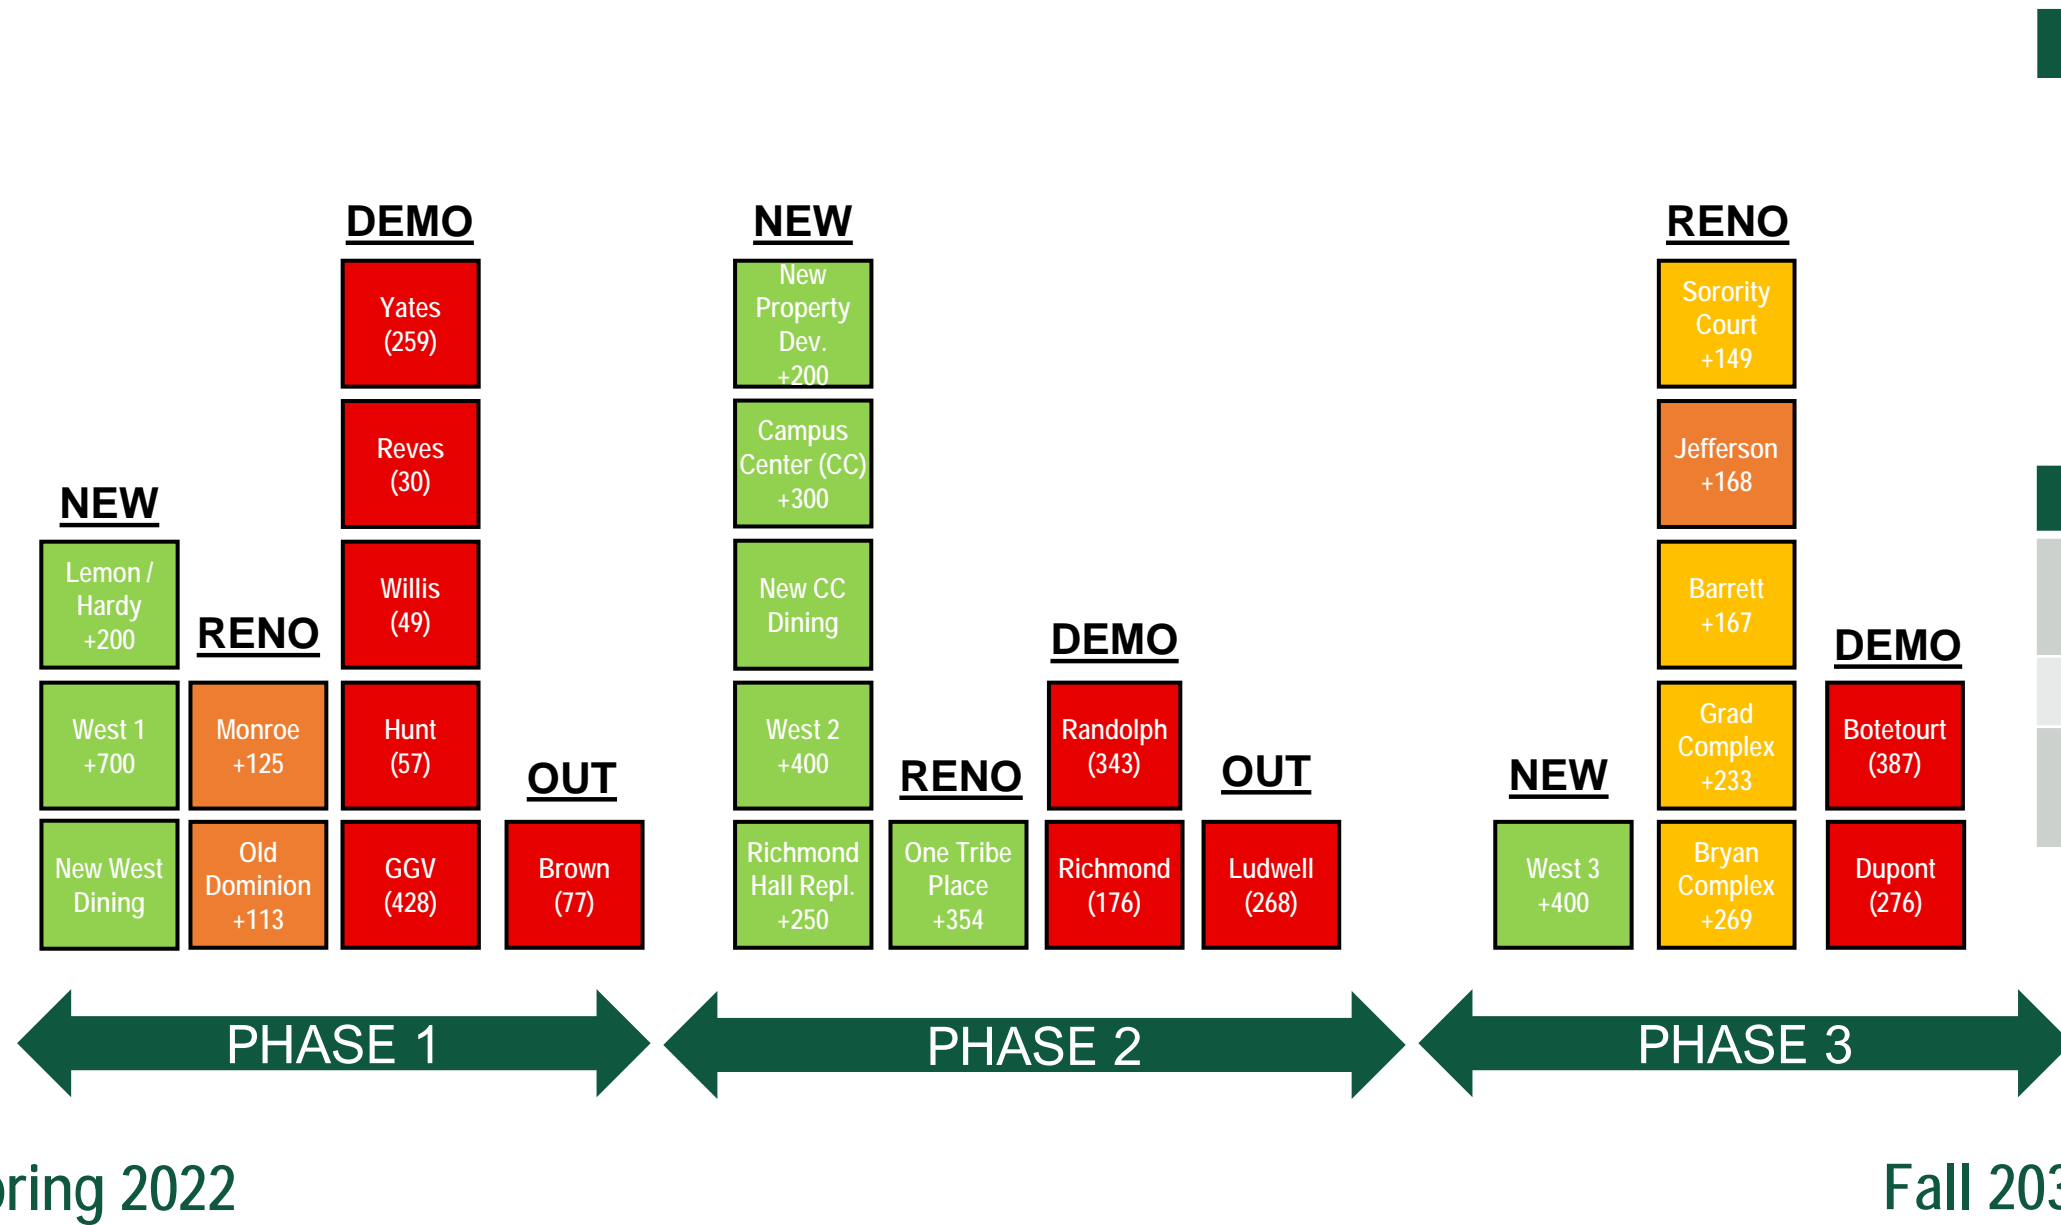 DEMO
Yates
(259)
Reves
(30)
Willis
(49)
Hunt
(57)
GGV
(428)
NEW
Lemon /
Hardy
+200
West 1
+700
New West
Dining
RENO
Monroe
+125
Old
Dominion
+113
OUT
Brown
(77)
PHASE 1
NEW
New
Property
Dev.
+200
Campus
Center (CC)
+300
New CC
Dining
West 2
+400
Richmond
Hall Repl.
+250
RENO
One Tribe
Place
+354
DEMO
Randolph
(343)
Richmond
(176)
OUT
Ludwell
(268)
PHASE 2
NEW
West 3
+400
RENO
Sorority
Court
+149
Jefferson
+168
Barrett
+167
Grad
Complex
+233
Bryan
Complex
+269
DEMO
Botetourt
(387)
Dupont
(276)
PHASE 3
pring 2022
Fall 203